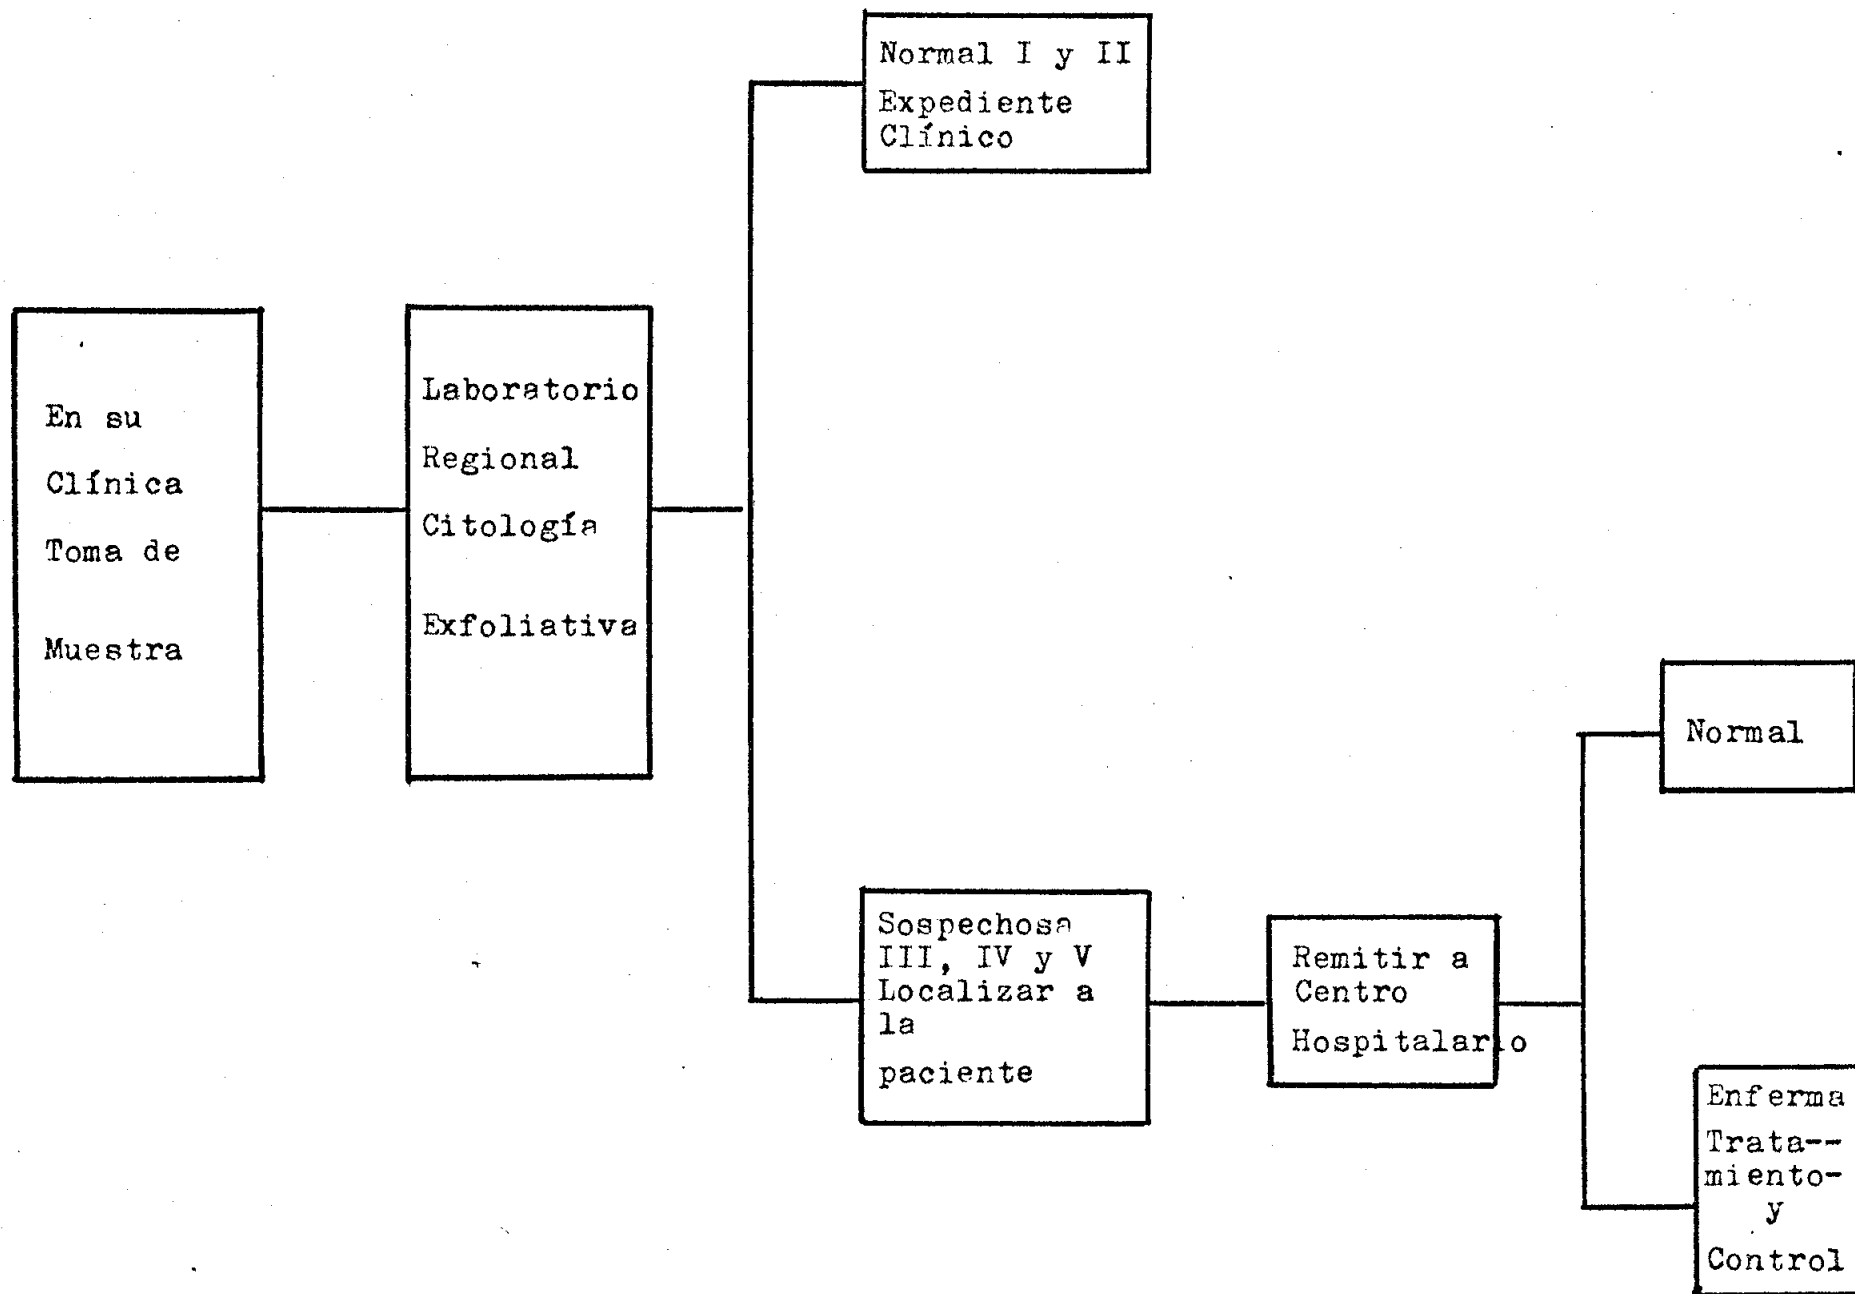 Normal I y II
Expediente
Clínico
En su
Clínica
Toma de
Muestra
Laboratorio
Regional
Citología
Exfoliativa
Sospechosa
III, IV y V
Localizar a
la
paciente
Remitir a
Centro
Hospitalario
Normal
Enferma
Trata--
miento-
y
Control